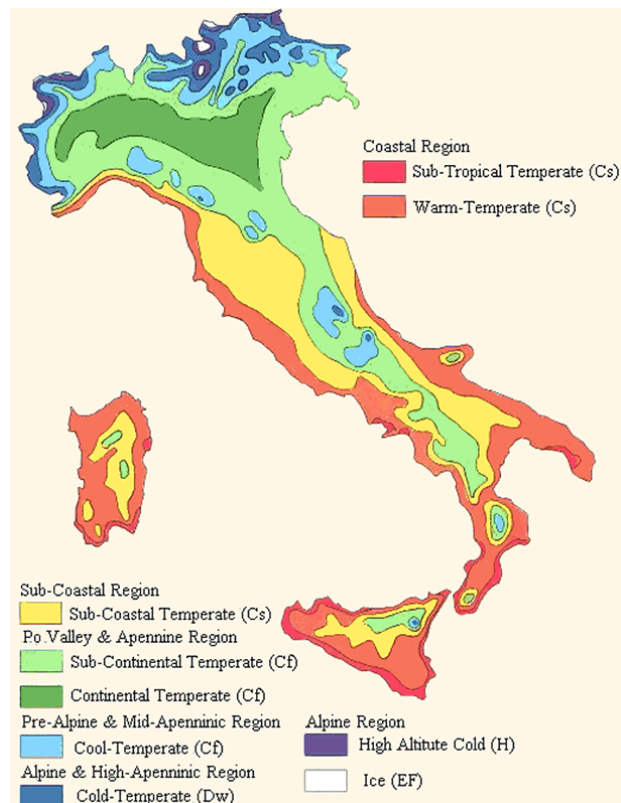 Coastal Region
Sub-Tropical Temperate (Cs)
Warm-Temperate (Cs)
Sub-Coastal Region
Sub-Coastal Temperate (Cs)
Po Valley & Apennine Region
Sub-Continental Temperate (Cf)
Continental Temperate (Cf)
Pre-Alpine & Mid-Apenninic Region
Cool-Temperate (Cf)
Alpine & High-Apenninic Region
Cold-Temperate (Dw)
Alpine Region
High Altitute Cold (H)
Ice (EF)